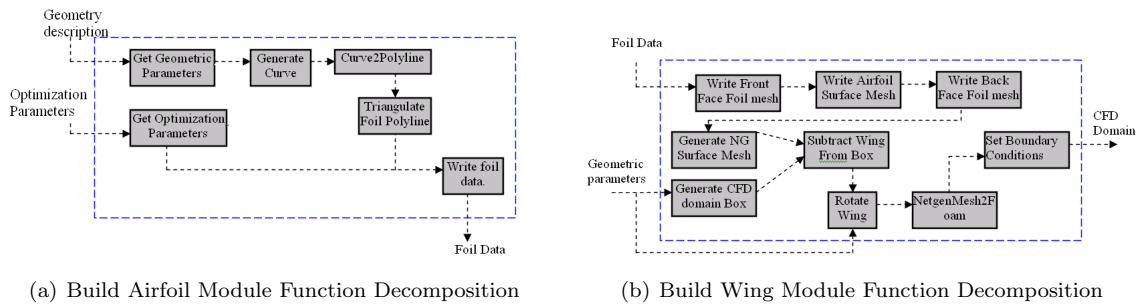 Geometry
description
Get Geometric
Parameters
Generate
Curve
Curve2Polyline
Optimization
Parameters
Get Optimization
Parameters
Triangulate
Foil Polyline
Write foil
data.
Foil Data
(a) Build Airfoil Module Function Decomposition
Foil Data
Write Front
Face Foil mesh
Write Airfoil
Surface Mesh
Write Back
Face Foil mesh
Generate NG
Surface Mesh
Subtract Wing
From Box
Set Boundary
Conditions
CFD
Domain
Geometric
parameters
Generate CFD
domain Box
Rotate
Wing
NetgenMesh2F
oam
(b) Build Wing Module Function Decomposition